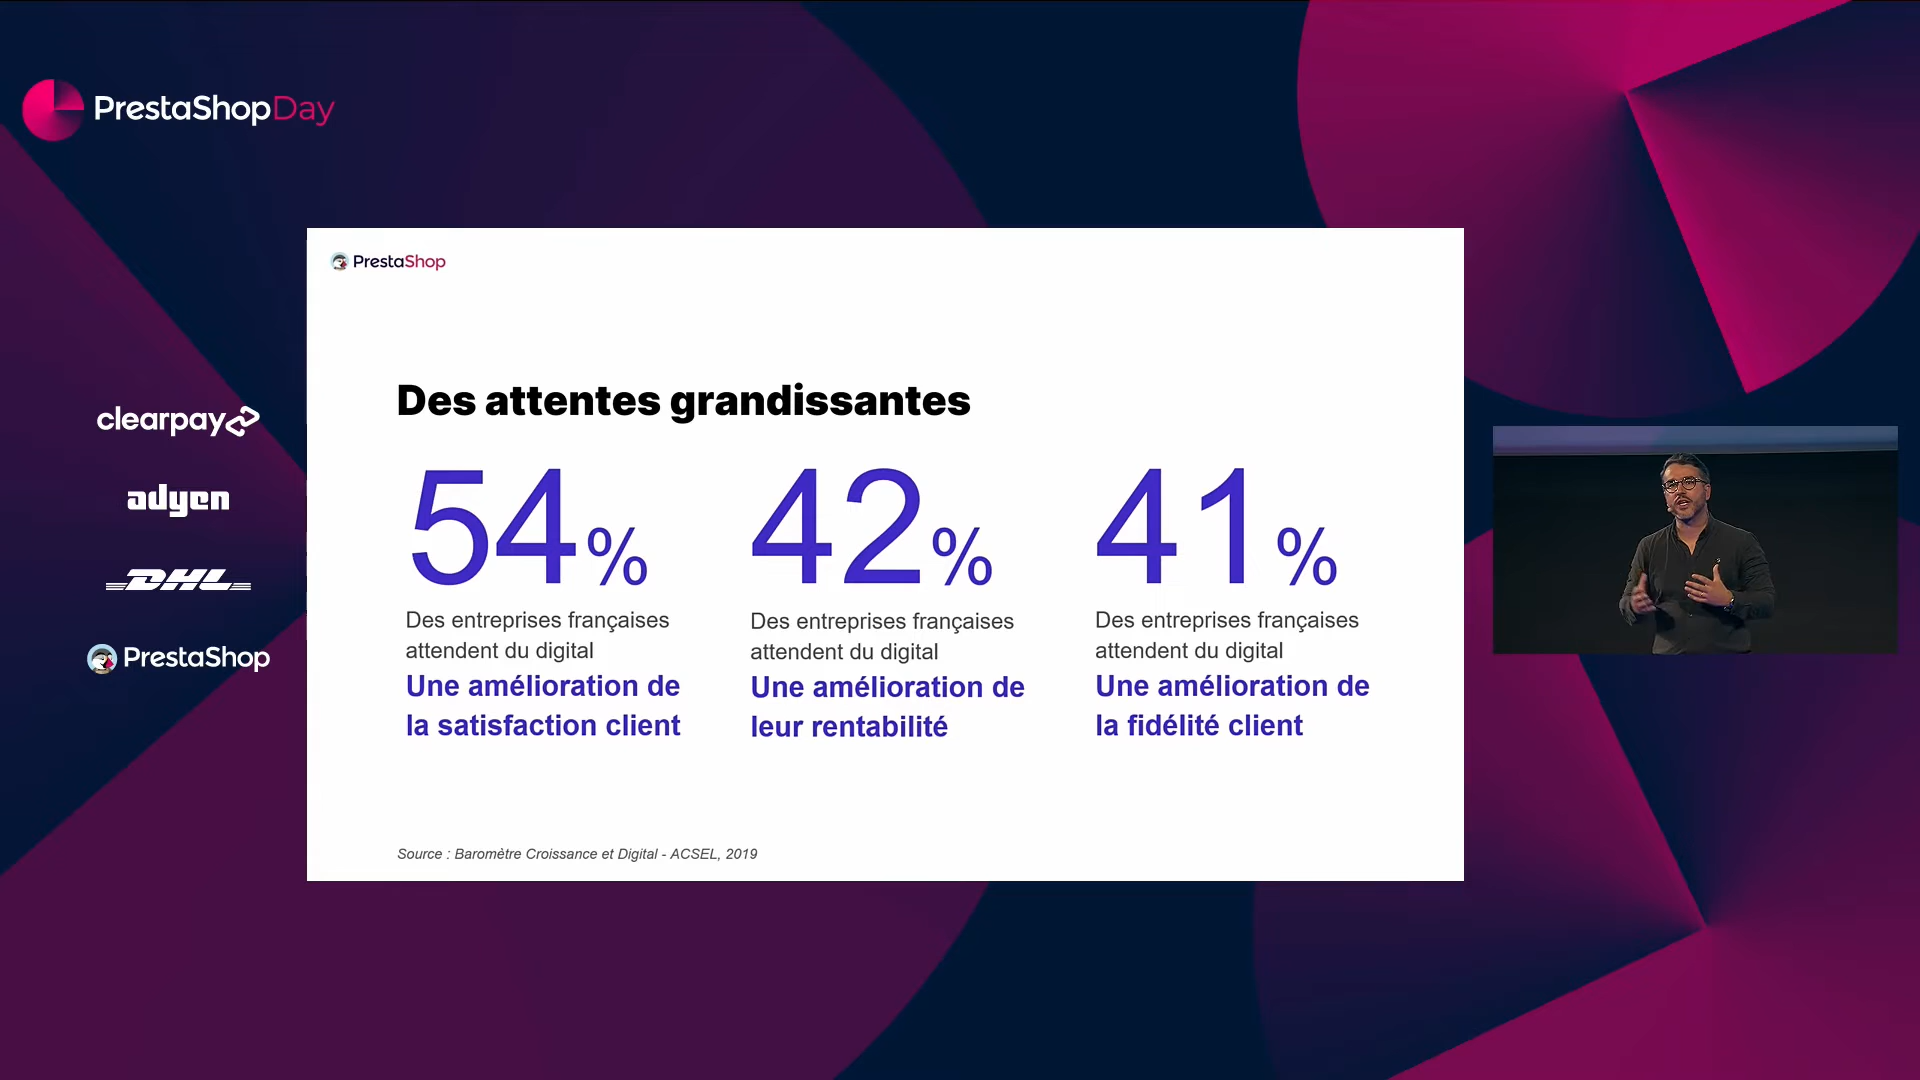 PrestaShopDay
clearpay
adyen
DHL
PrestaShop
PrestaShop
Des attentes grandissantes
54%
Des entreprises françaises
attendent du digital
Une amélioration de
la satisfaction client
42%
Des entreprises françaises
attendent du digital
Une amélioration de
leur rentabilité
41%
Des entreprises françaises
attendent du digital
Une amélioration de
la fidélité client
Source : Baromètre Croissance et Digital - ACSEL, 2019